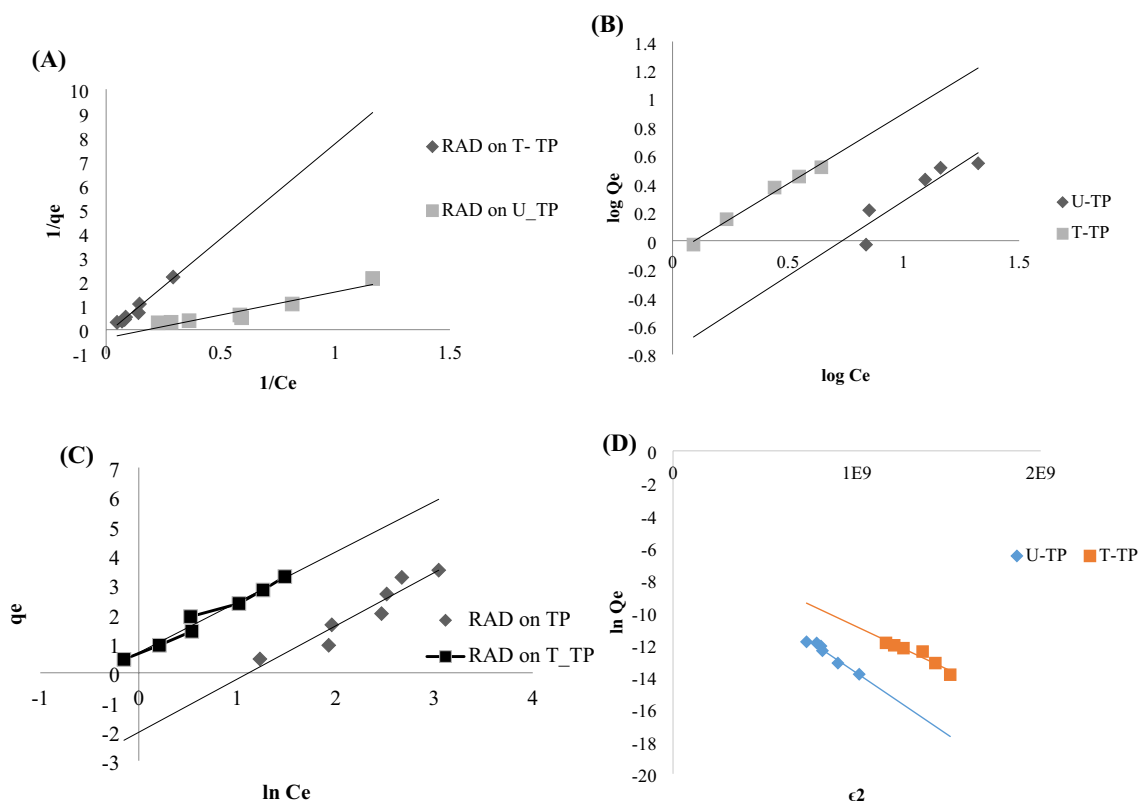 (A)
10
9
8
7
6
5
4
3
2
1
0
-1
0
0.5
1
1.5
1/qe
1/Ce
RAD on T- TP
RAD on U_TP
(B)
1.4
1.2
1
0.8
0.6
0.4
0.2
0
-0.2
-0.4
-0.6
-0.8
0
0.5
1
1.5
log Qe
log Ce
U-TP
T-TP
(C)
7
6
5
4
3
2
1
0
-1
-2
-3
-1
0
1
2
3
4
qe
ln Ce
RAD on TP
RAD on T_TP
(D)
0
-2
-4
-6
-8
-10
-12
-14
-16
-18
-20
0
1E9
2E9
ln Qe
ϵ2
U-TP
T-TP